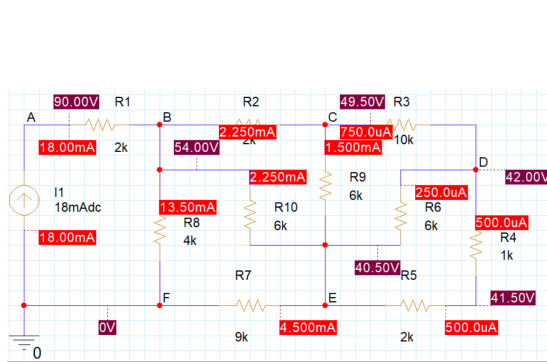 90.00V R1 R2 49.50V R3
A B C
2.250mA 750.0uA
18.00mA 2k 54.00V 2k 1.500mA 10k
D
2.250mA R9 42.00V
I1 13.50mA 6k 250.0uA
18mAdc R8 R10 R6 500.0uA
18.00mA 4k 6k 6k R4
1k
40.50V
R7 R5
F E 41.50V
0V 4.500mA 500.0uA
9k 2k
0